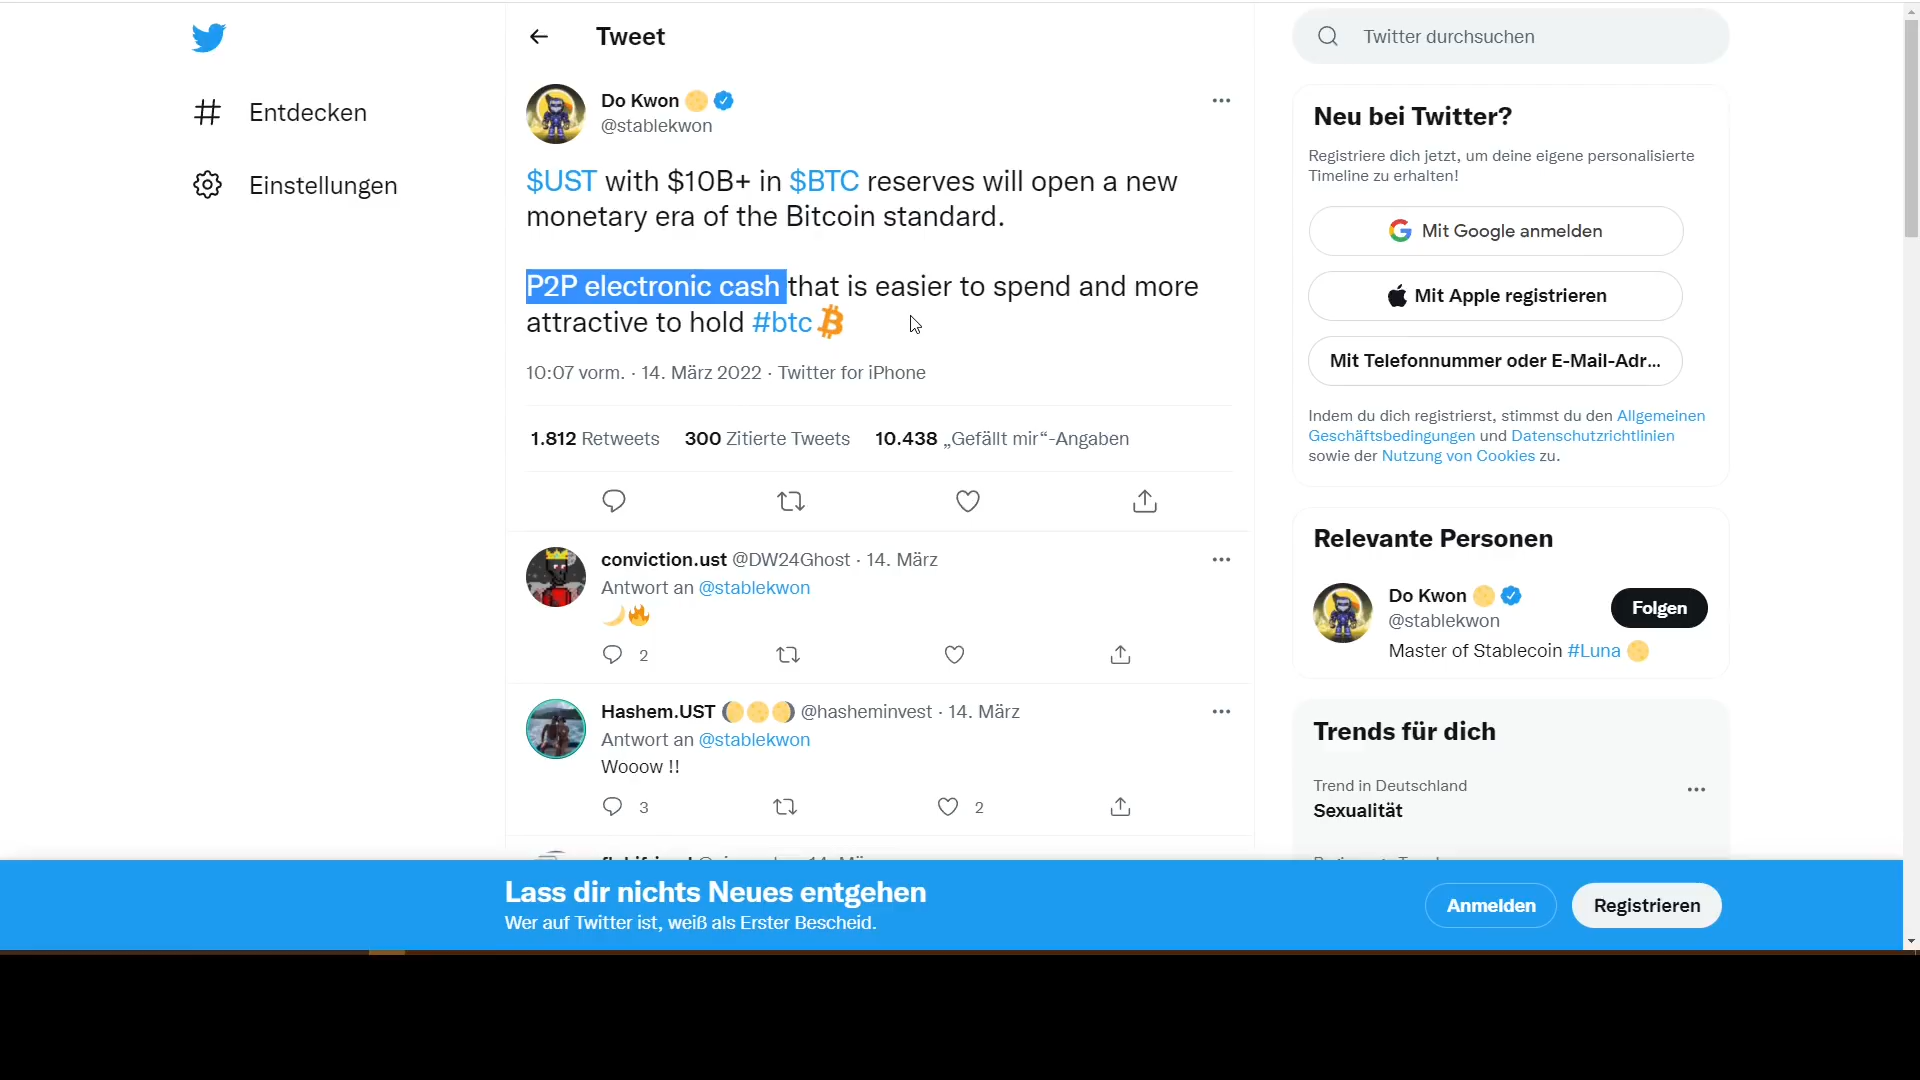 Tweet
Twitter durchsuchen
Entdecken
Einstellungen
Do Kwon
@stablekwon
$UST with $10B+ in $BTC reserves will open a new
monetary era of the Bitcoin standard.
P2P electronic cash that is easier to spend and more
attractive to hold #btc
10:07 vorm. · 14. März 2022 · Twitter for iPhone
1.812 Retweets 300 Zitierte Tweets 10.438 „Gefällt mir“-Angaben
conviction.ust @DW24Ghost · 14. März
Antwort an @stablekwon
2
Hashem.UST @hasheminvest · 14. März
Antwort an @stablekwon
Wooow !!
3 2
Neu bei Twitter?
Registriere dich jetzt, um deine eigene personalisierte
Timeline zu erhalten!
Mit Google anmelden
Mit Apple registrieren
Mit Telefonnummer oder E-Mail-Adr...
Indem du dich registrierst, stimmst du den Allgemeinen
Geschäftsbedingungen und Datenschutzrichtlinien
sowie der Nutzung von Cookies zu.
Relevante Personen
Do Kwon
@stablekwon
Folgen
Master of Stablecoin #Luna
Trends für dich
Trend in Deutschland
Sexualität
Lass dir nichts Neues entgehen
Wer auf Twitter ist, weiß als Erster Bescheid.
Anmelden
Registrieren